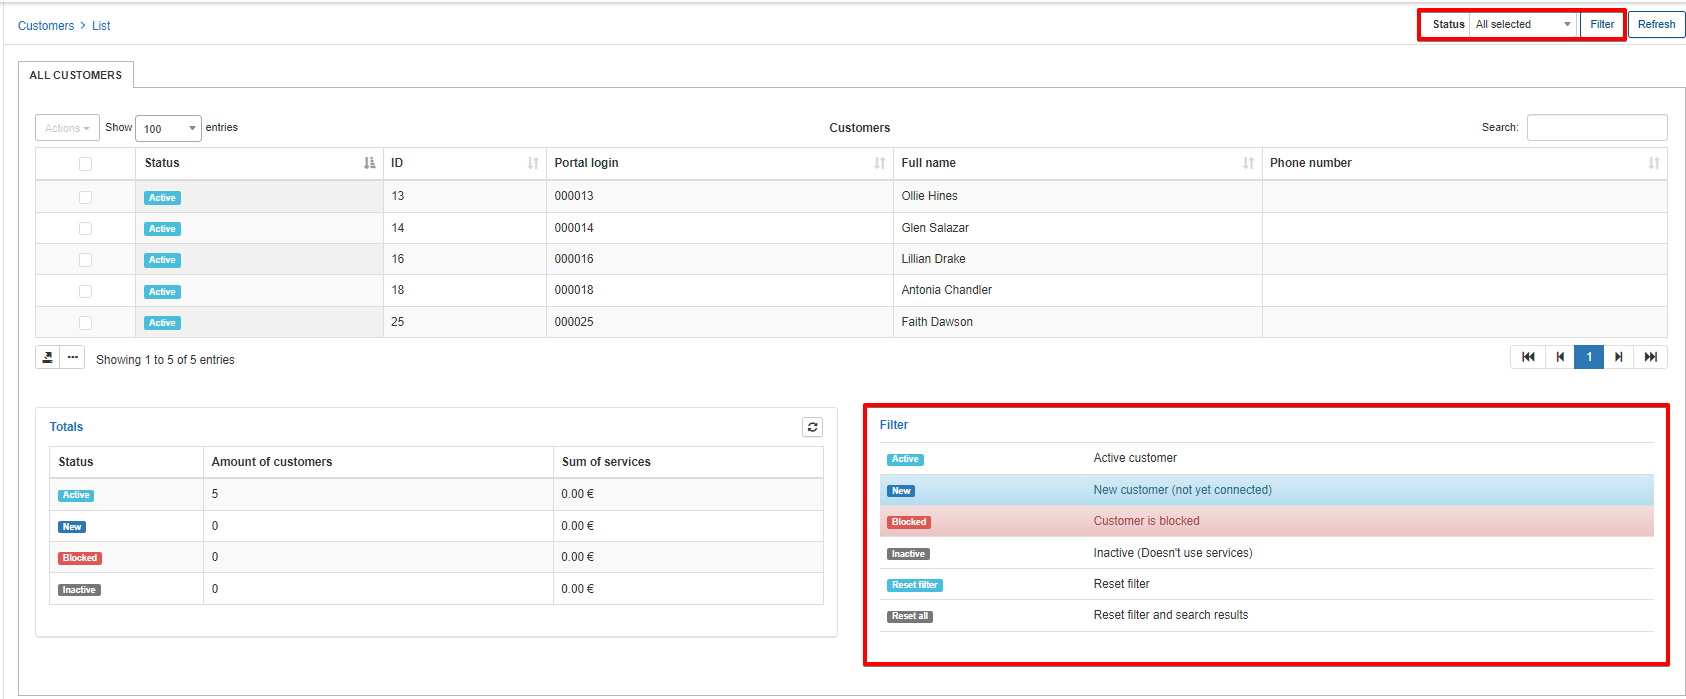 Customers > List
Status All selected Filter Refresh
ALL CUSTOMERS
Actions Show 100 entries Customers Search:
Status ID Portal login Full name Phone number
Active 13 000013 Ollie Hines
Active 14 000014 Glen Salazar
Active 16 000016 Lillian Drake
Active 18 000018 Antonia Chandler
Active 25 000025 Faith Dawson
... Showing 1 to 5 of 5 entries 1
Totals
Status Amount of customers Sum of services
Active 5 0.00 €
New 0 0.00 €
Blocked 0 0.00 €
Inactive 0 0.00 €
Filter
Active Active customer
New New customer (not yet connected)
Blocked Customer is blocked
Inactive Inactive (Doesn't use services)
Reset filter Reset filter
Reset all Reset filter and search results